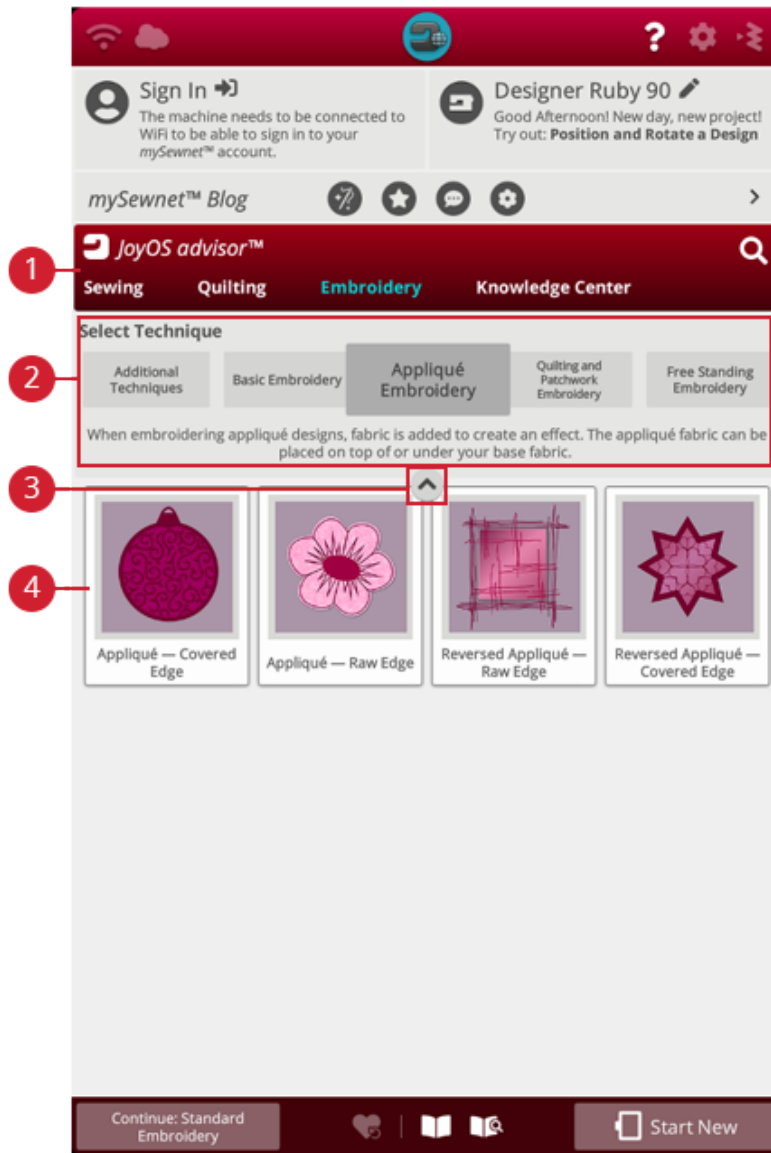 ?
Sign In
The machine needs to be connected to
WiFi to be able to sign in to your
mySewnet™ account.
Designer Ruby 90
Good Afternoon! New day, new project!
Try out: Position and Rotate a Design
mySewnet™ Blog
1
JoyOS advisor™
Sewing Quilting Embroidery Knowledge Center
2
Select Technique
Additional
Techniques
Basic Embroidery
Appliqué
Embroidery
Quilting and
Patchwork
Embroidery
Free Standing
Embroidery
When embroidering appliqué designs, fabric is added to create an effect. The appliqué fabric can be
placed on top of or under your base fabric.
3
4
Appliqué — Covered
Edge
Appliqué — Raw Edge
Reversed Appliqué —
Raw Edge
Reversed Appliqué —
Covered Edge
Continue: Standard
Embroidery
Start New